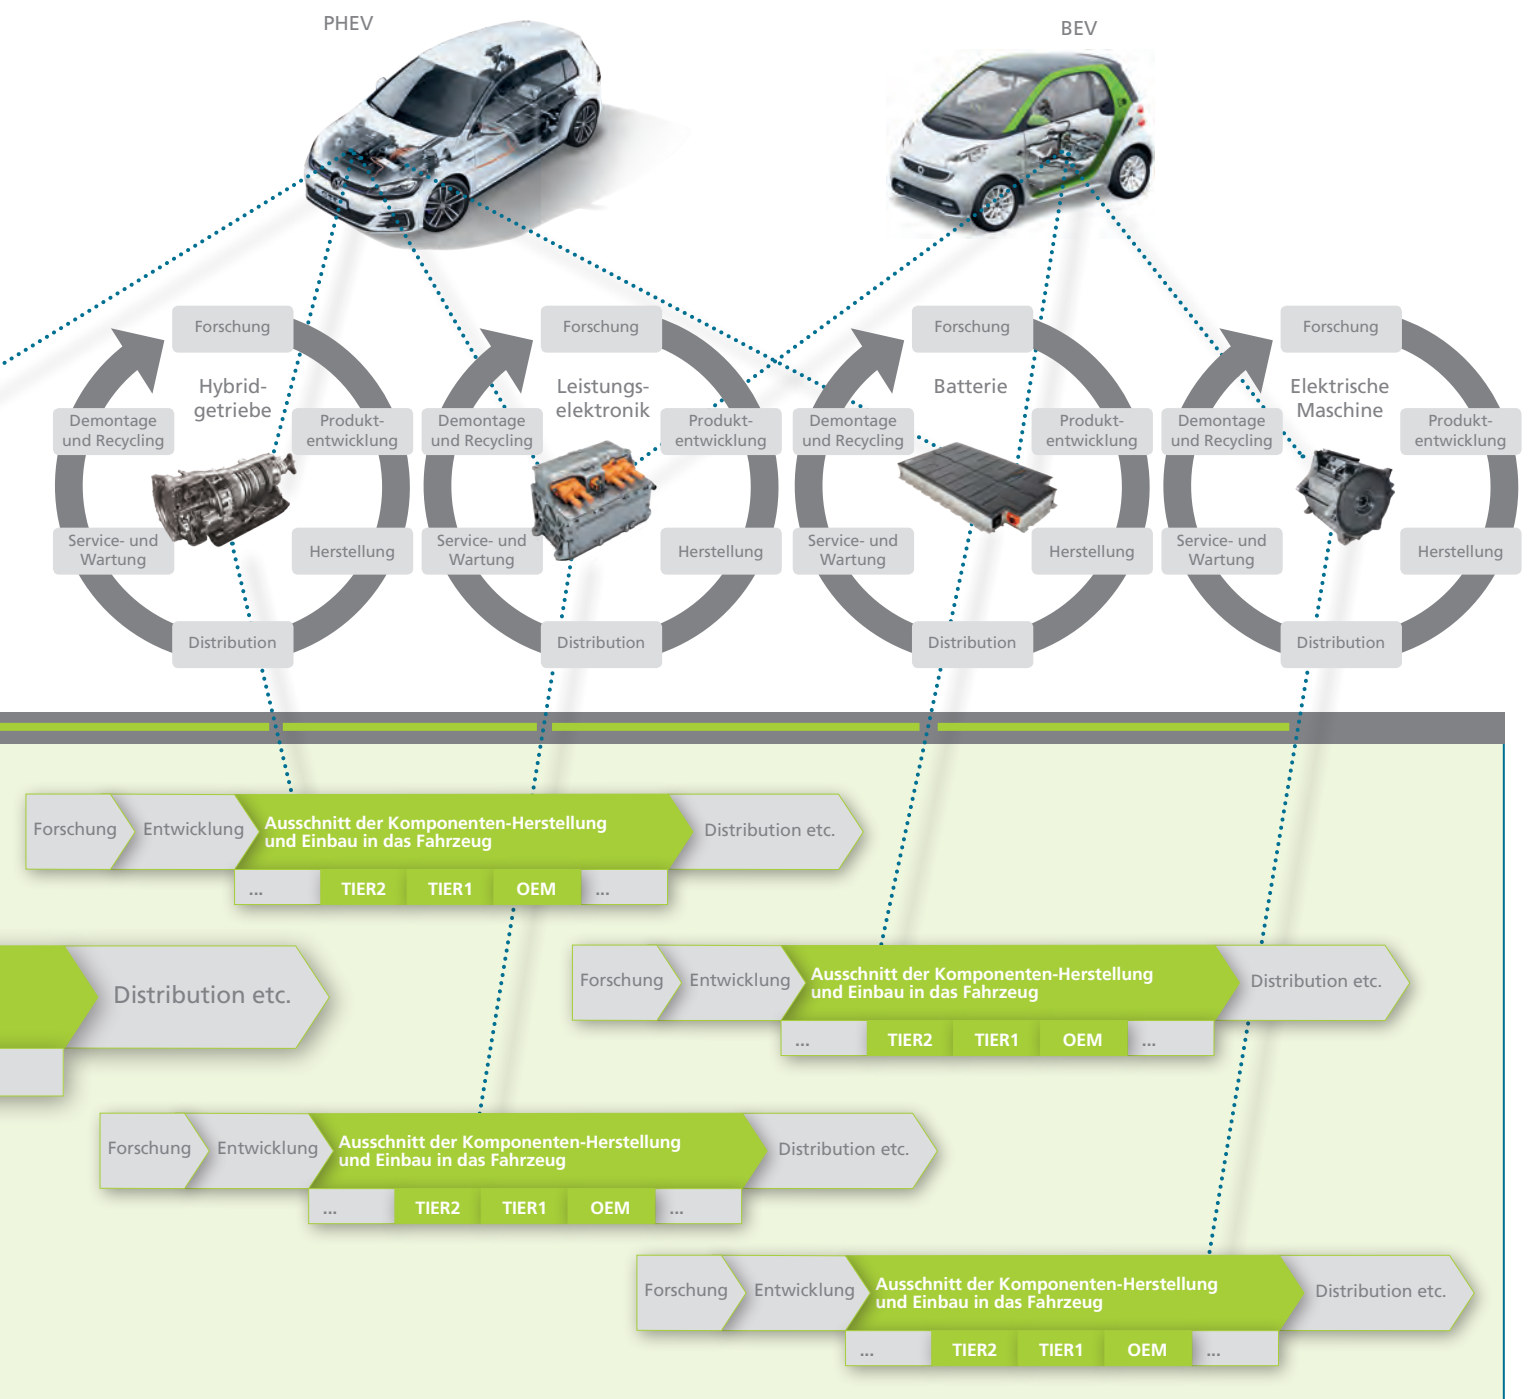 PHEV
BEV
Forschung
Hybrid-
getriebe
Demontage
und Recycling
Produkt-
entwicklung
Service- und
Wartung
Herstellung
Distribution
Forschung
Leistungs-
elektronik
Demontage
und Recycling
Produkt-
entwicklung
Service- und
Wartung
Herstellung
Distribution
Forschung
Batterie
Demontage
und Recycling
Produkt-
entwicklung
Service- und
Wartung
Herstellung
Distribution
Forschung
Elektrische
Maschine
Demontage
und Recycling
Produkt-
entwicklung
Service- und
Wartung
Herstellung
Distribution
Forschung
Entwicklung
Ausschnitt der Komponenten-Herstellung
und Einbau in das Fahrzeug
Distribution etc.
... TIER2 TIER1 OEM ...
Distribution etc.
Forschung
Entwicklung
Ausschnitt der Komponenten-Herstellung
und Einbau in das Fahrzeug
Distribution etc.
... TIER2 TIER1 OEM ...
Forschung
Entwicklung
Ausschnitt der Komponenten-Herstellung
und Einbau in das Fahrzeug
Distribution etc.
... TIER2 TIER1 OEM ...
Forschung
Entwicklung
Ausschnitt der Komponenten-Herstellung
und Einbau in das Fahrzeug
Distribution etc.
... TIER2 TIER1 OEM ...